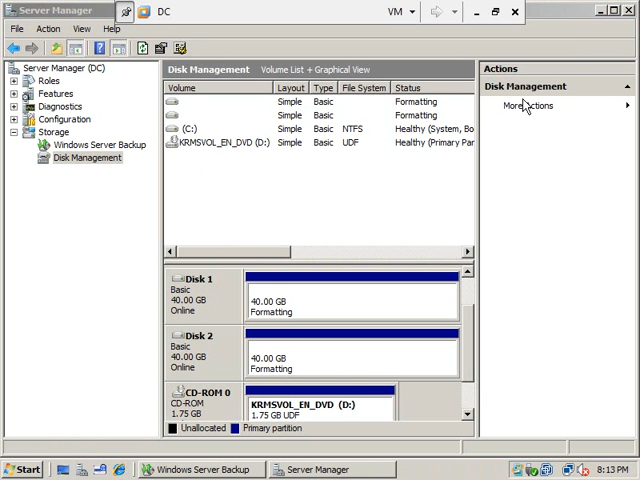 Server Manager (DC)
DC
VM
File Action View Help
Server Manager (DC)
Roles
Features
Diagnostics
Configuration
Storage
Windows Server Backup
Disk Management
Disk Management Volume List + Graphical View
Volume Layout Type File System Status
Simple Basic Formatting
Simple Basic Formatting
(C:) Simple Basic NTFS Healthy (System, Bo
KRMSVOL_EN_DVD (D:) Simple Basic UDF Healthy (Primary Par
Disk 1
Basic
40.00 GB
Online
40.00 GB
Formatting
Disk 2
Basic
40.00 GB
Online
40.00 GB
Formatting
CD-ROM 0
CD-ROM
1.75 GB
KRMSVOL_EN_DVD (D:)
1.75 GB UDF
Unallocated Primary partition
Actions
Disk Management
More Actions
Start Windows Server Backup Server Manager 8:13 PM